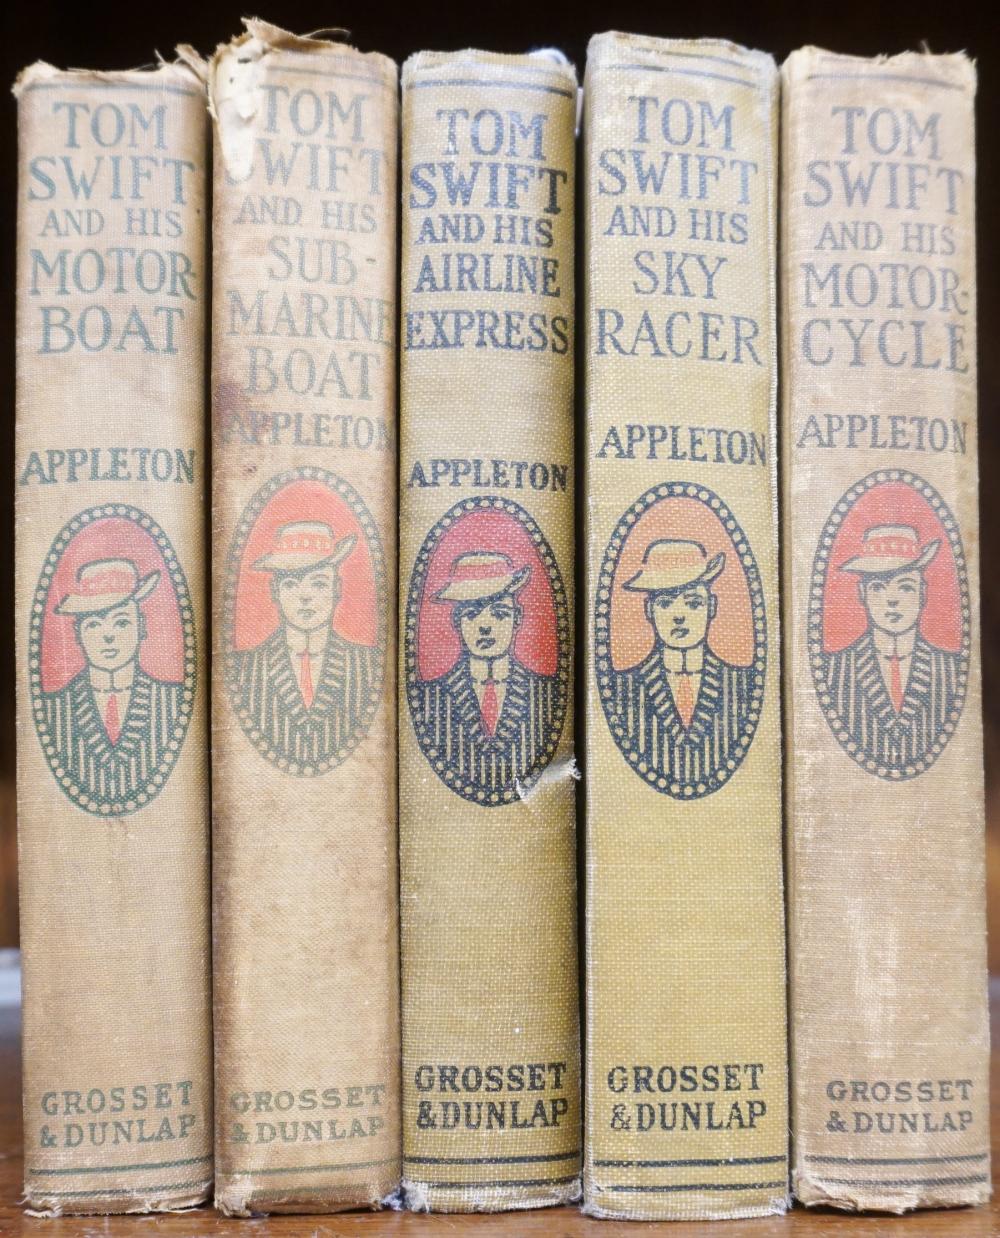 TOM
SWIFT
AND HIS
MOTOR-
BOAT
APPLETON
GROSSET
& DUNLAP
TOM
SWIFT
AND HIS
SUB-
MARINE
BOAT
APPLETON
GROSSET
& DUNLAP
TOM
SWIFT
AND HIS
AIRLINE
EXPRESS
APPLETON
GROSSET
& DUNLAP
TOM
SWIFT
AND HIS
SKY
RACER
APPLETON
GROSSET
& DUNLAP
TOM
SWIFT
AND HIS
MOTOR-
CYCLE
APPLETON
GROSSET
& DUNLAP